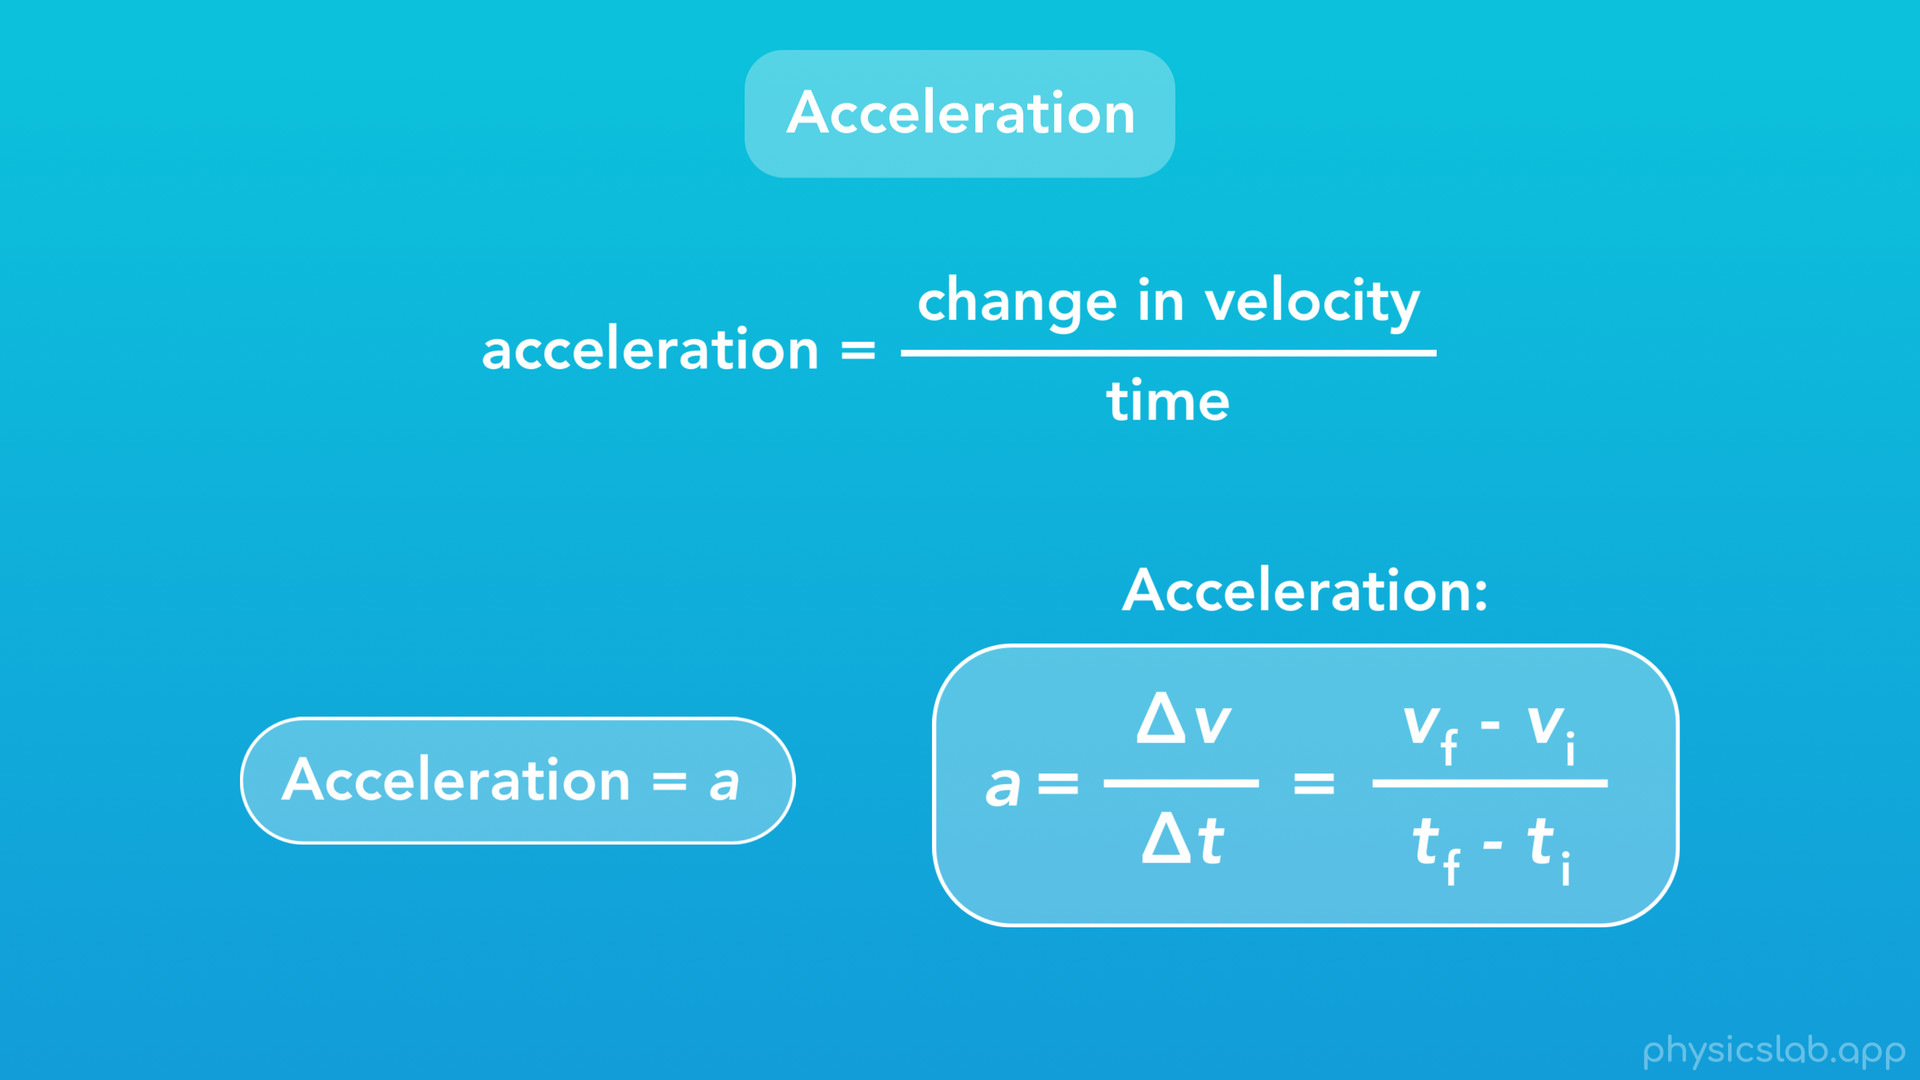 Acceleration
acceleration = change in velocity / time
Acceleration:
Acceleration = a
a = Δv / Δt = v_f - v_i / t_f - t_i
physicslab.app